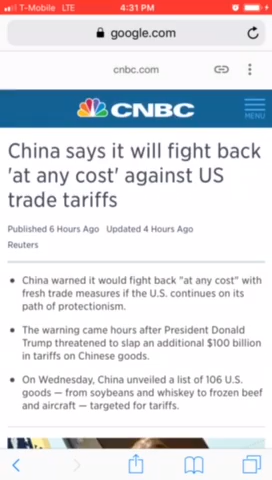 T-Mobile LTE 4:31 PM
google.com
cnbc.com
CNBC
MENU
China says it will fight back
'at any cost' against US
trade tariffs
Published 6 Hours Ago Updated 4 Hours Ago
Reuters
• China warned it would fight back "at any cost" with
fresh trade measures if the U.S. continues on its
path of protectionism.
• The warning came hours after President Donald
Trump threatened to slap an additional $100 billion
in tariffs on Chinese goods.
• On Wednesday, China unveiled a list of 106 U.S.
goods — from soybeans and whiskey to frozen beef
and aircraft — targeted for tariffs.